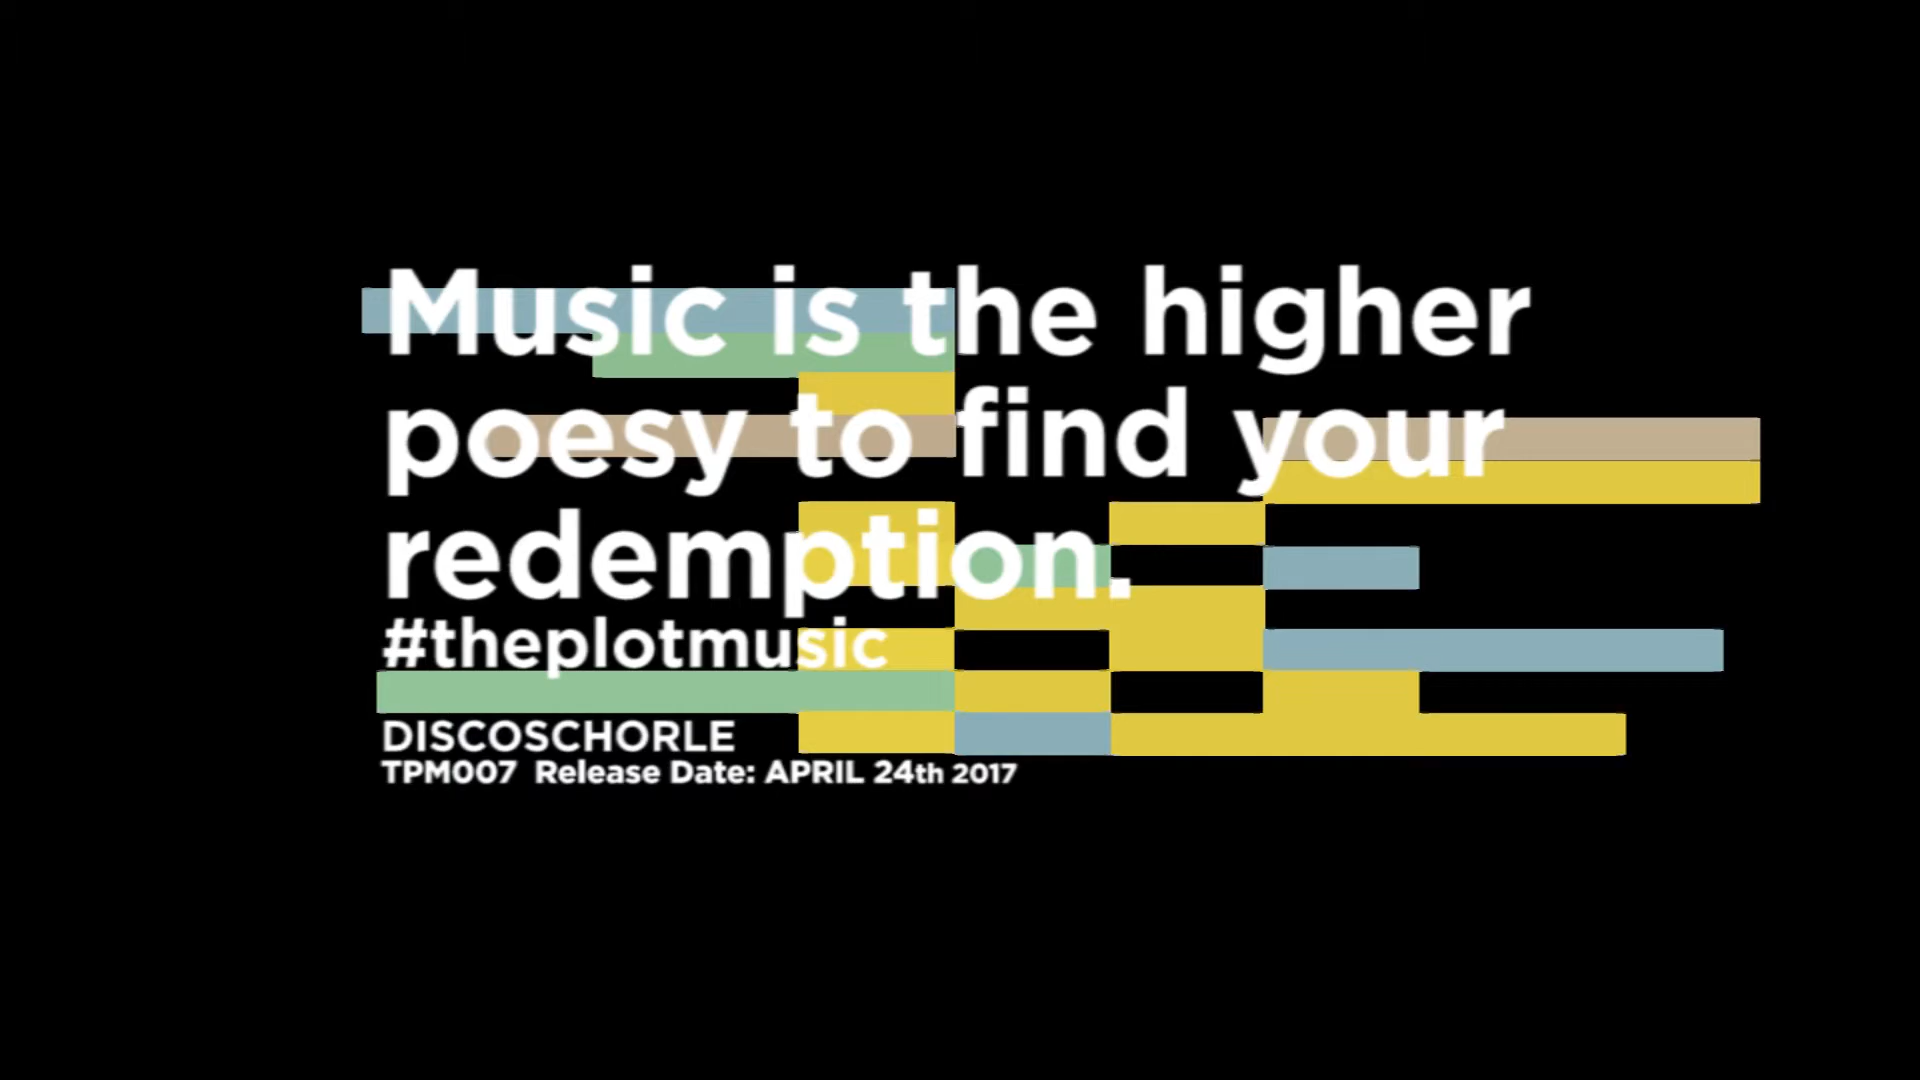 Music is the higher
poesy to find your
redemption.
#theplotmusic
DISCOSCHORLE
TPM007 Release Date: APRIL 24th 2017